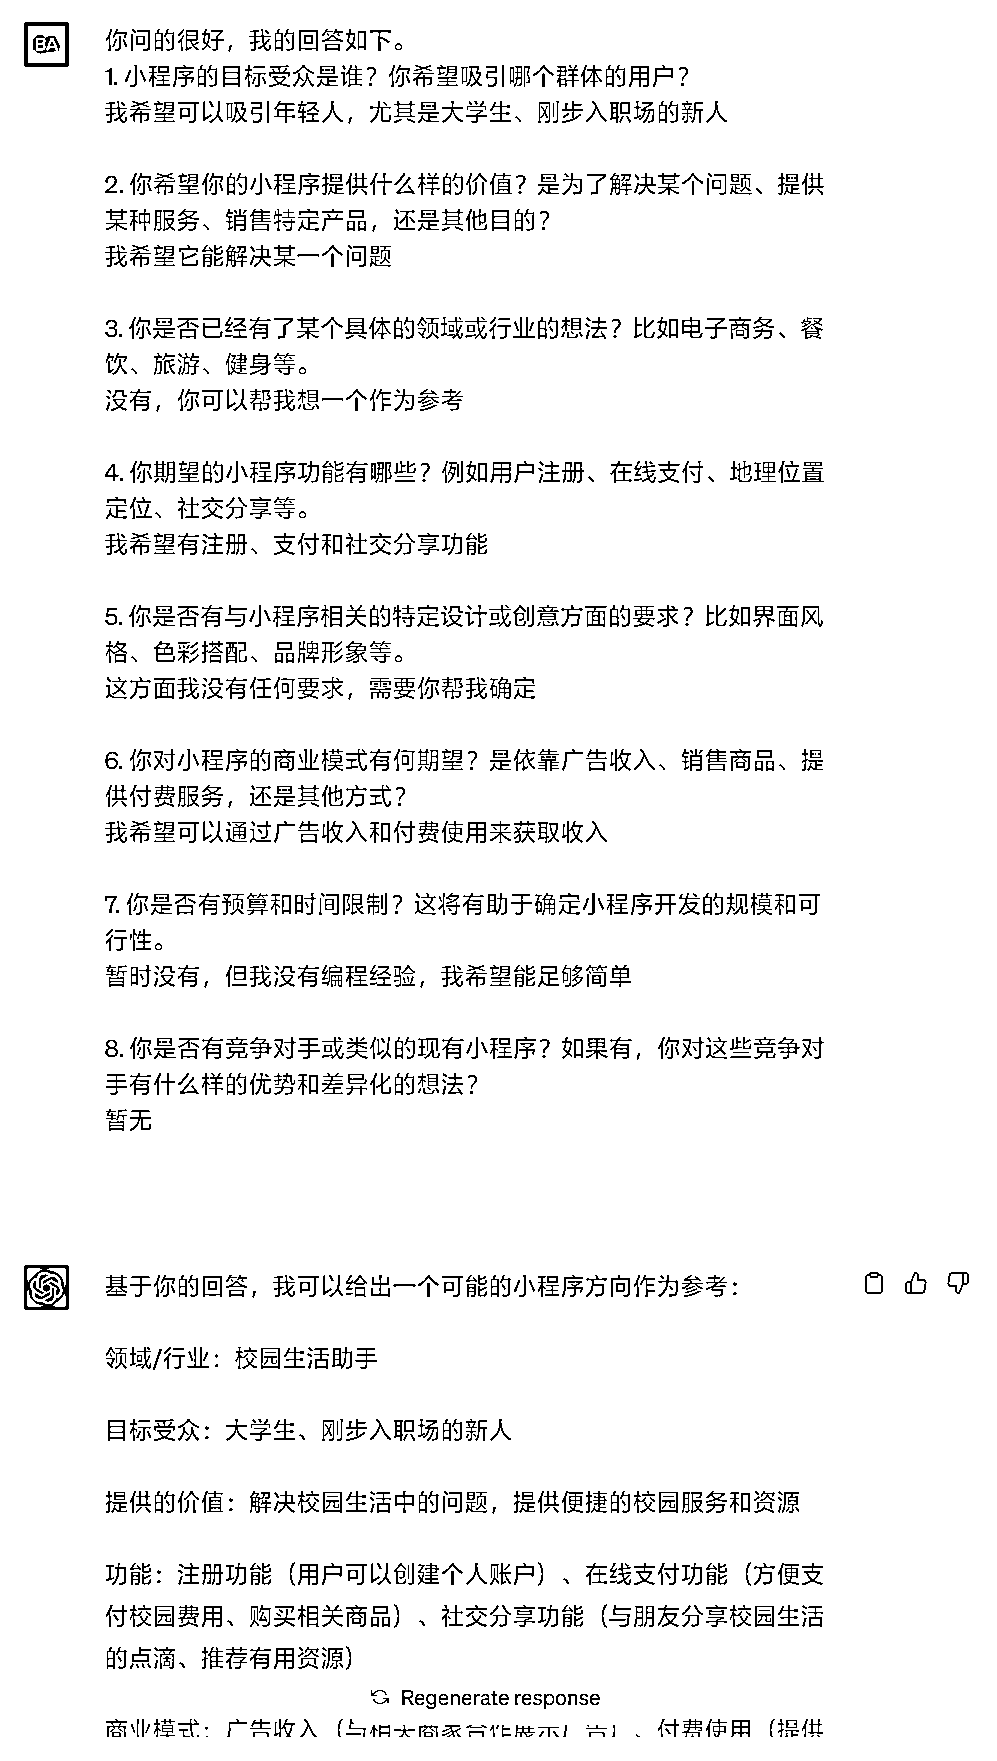 BA
你问的很好，我的回答如下。
1. 小程序的目标受众是谁？你希望吸引哪个群体的用户？
我希望可以吸引年轻人，尤其是大学生、刚步入职场的新人
2. 你希望你的小程序提供什么样的价值？是为了解决某个问题、提供
某种服务、销售特定产品，还是其他目的？
我希望它能解决某一个问题
3. 你是否已经有了某个具体的领域或行业的想法？比如电子商务、餐
饮、旅游、健身等。
没有，你可以帮我想一个作为参考
4. 你期望的小程序功能有哪些？例如用户注册、在线支付、地理位置
定位、社交分享等。
我希望有注册、支付和社交分享功能
5. 你是否有与小程序相关的特定设计或创意方面的要求？比如界面风
格、色彩搭配、品牌形象等。
这方面我没有任何要求，需要你帮我确定
6. 你对小程序的商业模式有何期望？是依靠广告收入、销售商品、提
供付费服务，还是其他方式？
我希望可以通过广告收入和付费使用来获取收入
7. 你是否有预算和时间限制？这将有助于确定小程序开发的规模和可
行性。
暂时没有，但我没有编程经验，我希望能足够简单
8. 你是否有竞争对手或类似的现有小程序？如果有，你对这些竞争对
手有什么样的优势和差异化的想法？
暂无
基于你的回答，我可以给出一个可能的小程序方向作为参考：
领域/行业：校园生活助手
目标受众：大学生、刚步入职场的新人
提供的价值：解决校园生活中的问题，提供便捷的校园服务和资源
功能：注册功能（用户可以创建个人账户）、在线支付功能（方便支
付校园费用、购买相关商品）、社交分享功能（与朋友分享校园生活
的点滴、推荐有用资源）
Regenerate response
商业模式：广告收入（与相关商家合作展示广告）、付费使用（提供